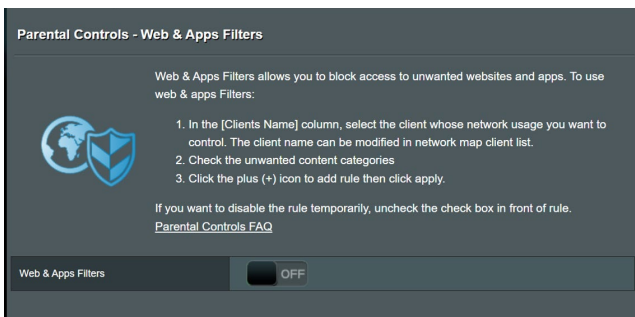 Parental Controls - Web & Apps Filters
Web & Apps Filters allows you to block access to unwanted websites and apps. To use
web & apps Filters:
1. In the [Clients Name] column, select the client whose network usage you want to
control. The client name can be modified in network map client list.
2. Check the unwanted content categories
3. Click the plus (+) icon to add rule then click apply.
If you want to disable the rule temporarily, uncheck the check box in front of rule.
Parental Controls FAQ
Web & Apps Filters OFF